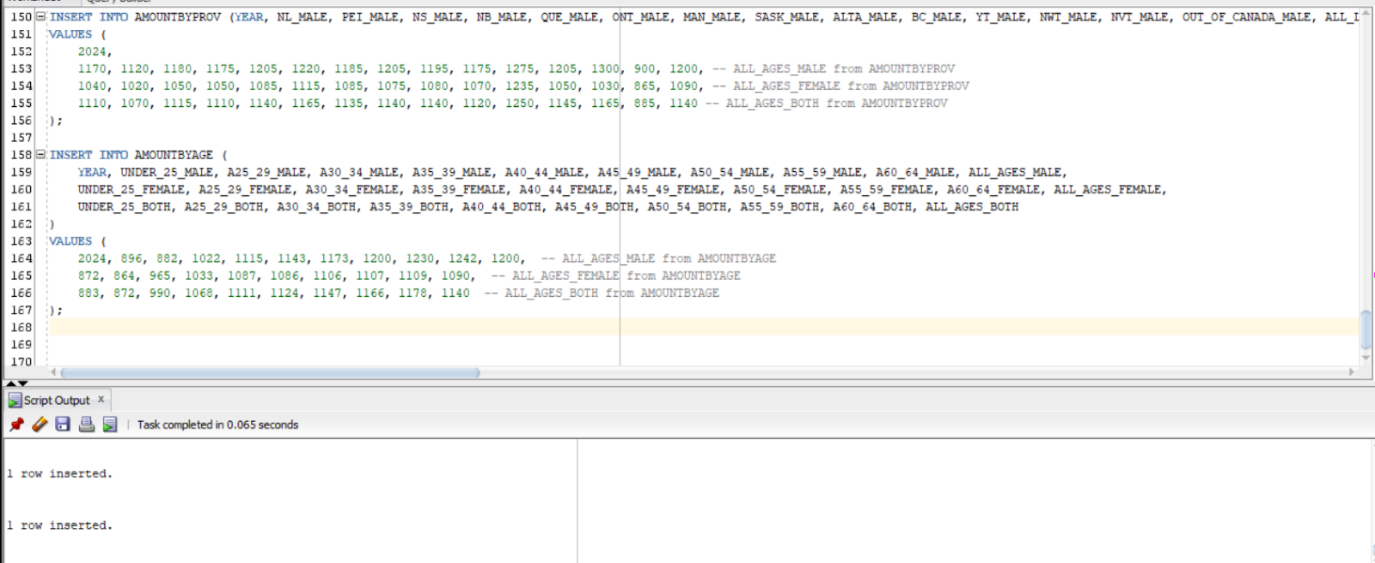 150 INSERT INTO AMOUNTBYPROV (YEAR, NL_MALE, PEI_MALE, NS_MALE, NB_MALE, QUE_MALE, ONT_MALE, MAN_MALE, SASK_MALE, ALTA_MALE, BC_MALE, YT_MALE, NWT_MALE, NVT_MALE, OUT_OF_CANADA_MALE, ALL_
151 VALUES (
152 2024,
153 1170, 1120, 1180, 1175, 1205, 1220, 1185, 1205, 1195, 1175, 1275, 1205, 1300, 900, 1200, -- ALL_AGES_MALE from AMOUNTBYPROV
154 1040, 1020, 1050, 1050, 1085, 1115, 1085, 1075, 1080, 1070, 1235, 1050, 1030, 865, 1090, -- ALL_AGES_FEMALE from AMOUNTBYPROV
155 1110, 1070, 1115, 1110, 1140, 1165, 1135, 1140, 1140, 1120, 1250, 1145, 1165, 885, 1140 -- ALL_AGES_BOTH from AMOUNTBYPROV
156 );
157
158 INSERT INTO AMOUNTBYAGE (
159 YEAR, UNDER_25_MALE, A25_29_MALE, A30_34_MALE, A35_39_MALE, A40_44_MALE, A45_49_MALE, A50_54_MALE, A55_59_MALE, A60_64_MALE, ALL_AGES_MALE,
160 UNDER_25_FEMALE, A25_29_FEMALE, A30_34_FEMALE, A35_39_FEMALE, A40_44_FEMALE, A45_49_FEMALE, A50_54_FEMALE, A55_59_FEMALE, A60_64_FEMALE, ALL_AGES_FEMALE,
161 UNDER_25_BOTH, A25_29_BOTH, A30_34_BOTH, A35_39_BOTH, A40_44_BOTH, A45_49_BOTH, A50_54_BOTH, A55_59_BOTH, A60_64_BOTH, ALL_AGES_BOTH
162 )
163 VALUES (
164 2024, 896, 882, 1022, 1115, 1143, 1173, 1200, 1230, 1242, 1200, -- ALL_AGES_MALE from AMOUNTBYAGE
165 872, 864, 965, 1033, 1087, 1086, 1106, 1107, 1109, 1090, -- ALL_AGES_FEMALE from AMOUNTBYAGE
166 883, 872, 990, 1068, 1111, 1124, 1147, 1166, 1178, 1140 -- ALL_AGES_BOTH from AMOUNTBYAGE
167 );
168
169
170
Script Output x
Task completed in 0.065 seconds
1 row inserted.
1 row inserted.